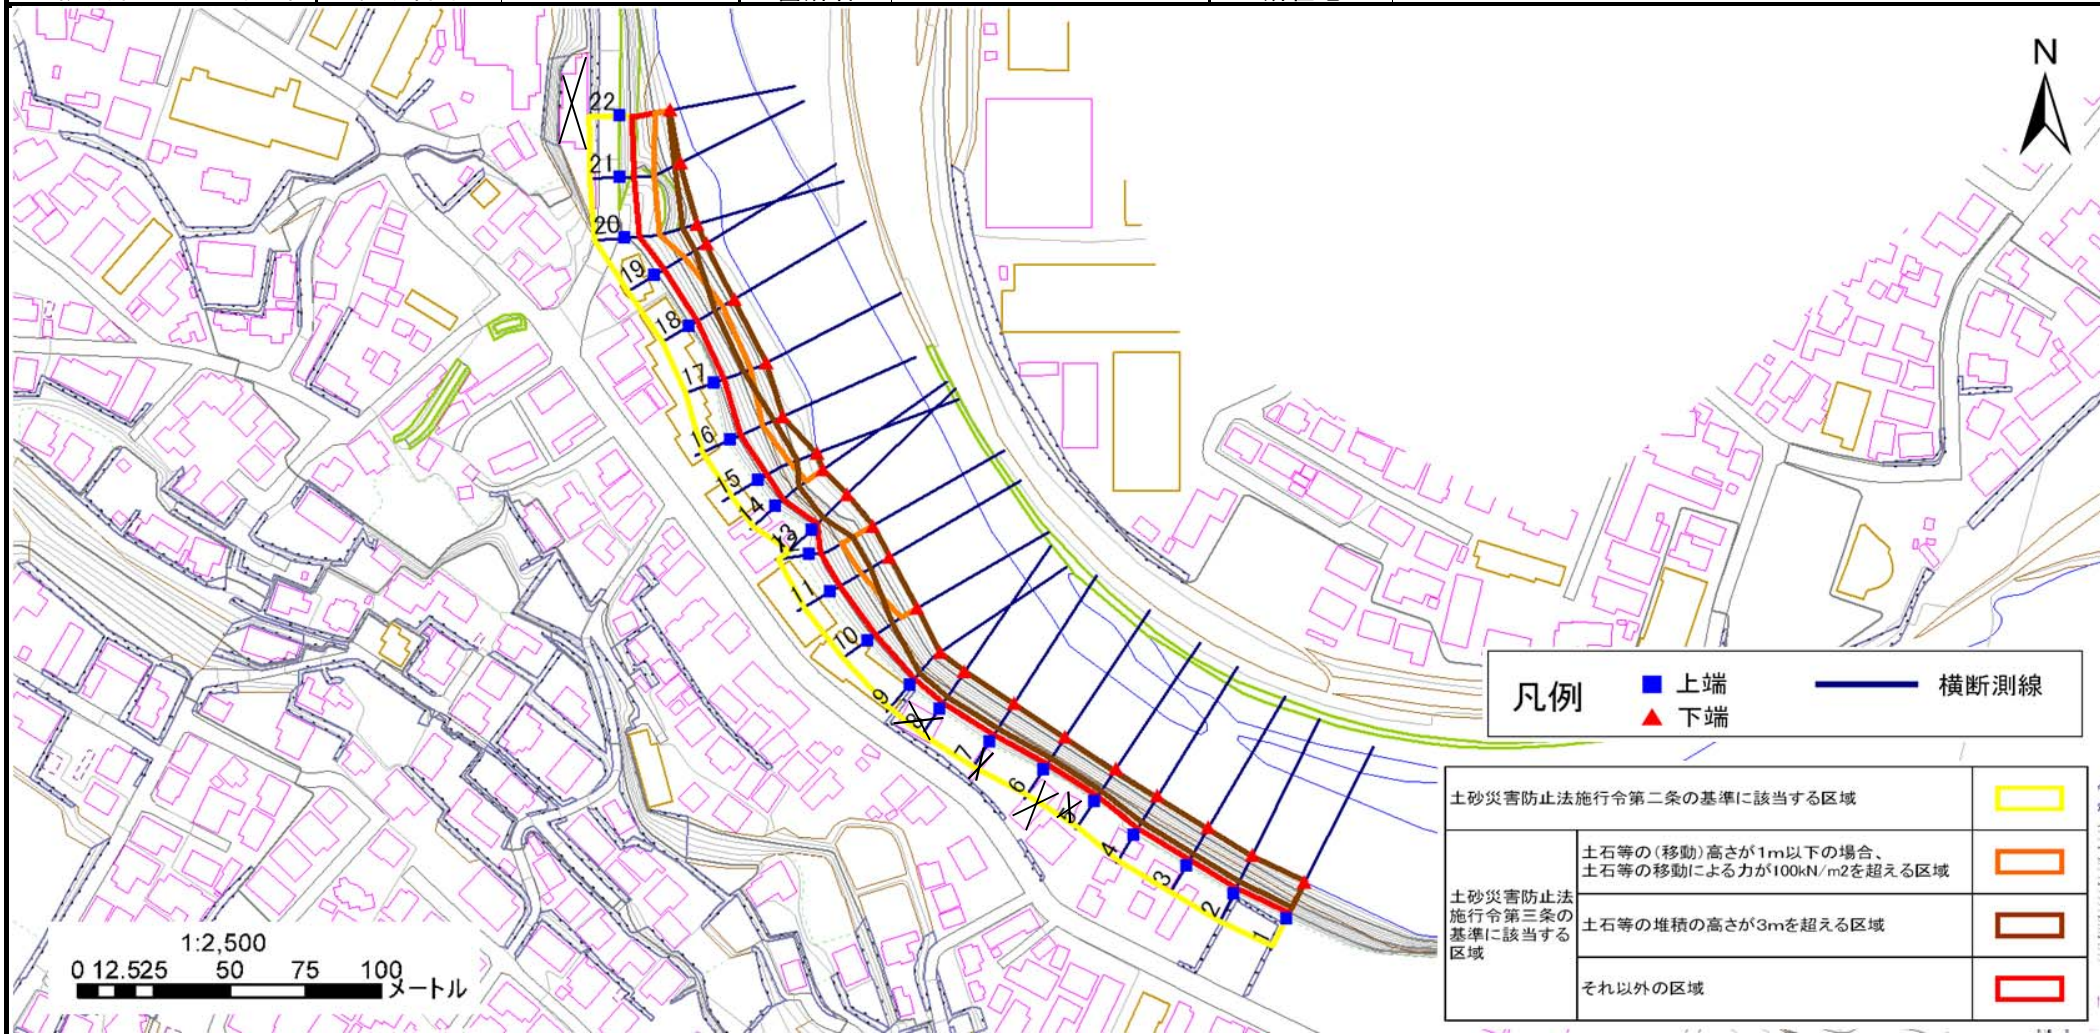 N
22
21
20
19
18
17
16
15
14
13
12
11
10
9
8
7
6
5
4
3
2
1
凡例
上端
下端
横断測線
土砂災害防止法施行令第二条の基準に該当する区域
土砂災害防止法
施行令第三条の
基準に該当する
区域
土石等の(移動)高さが1m以下の場合、
土石等の移動による力が100kN/m2を超える区域
土石等の堆積の高さが3mを超える区域
それ以外の区域
1:2,500
0 12.525 50 75 100
メートル